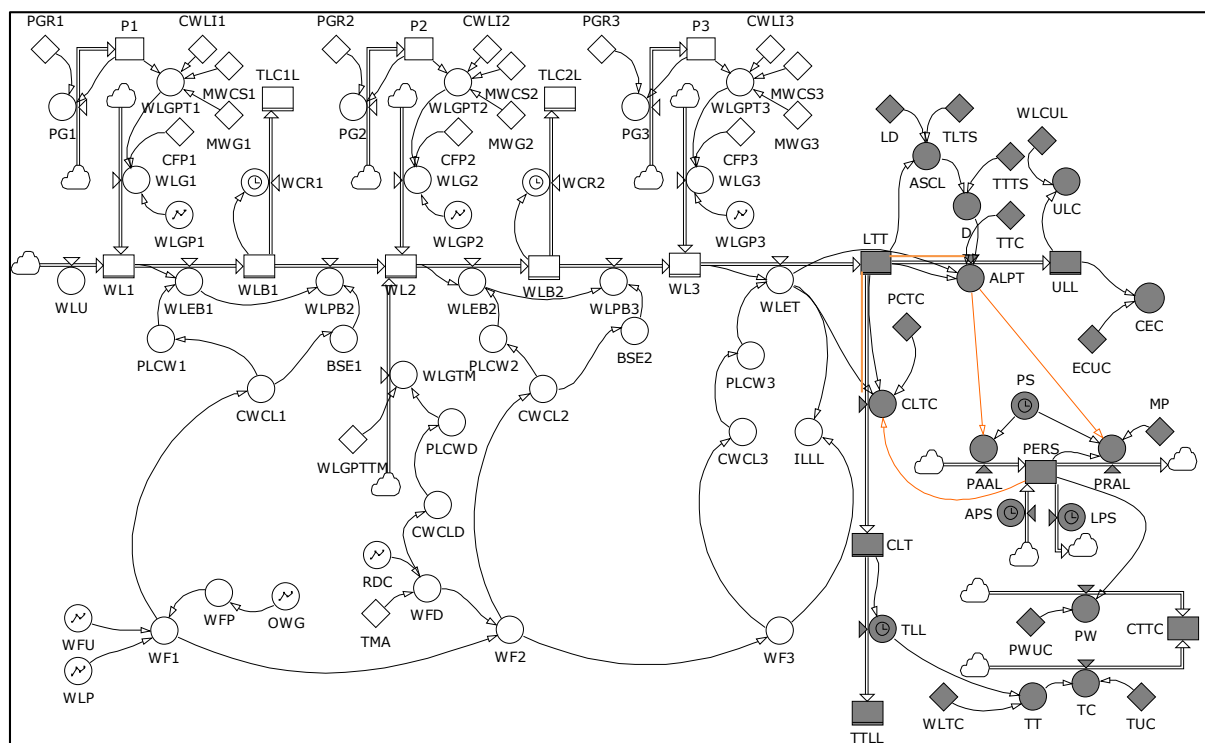 PGR1 P1 CWLI1 PGR2 P2 CWLI2 PGR3 P3 CWLI3
TLC1L MWCS1 TLC2L MWCS2 MWCS3
PG1 WLGPT1 PG2 WLGPT2 PG3 WLGPT3
MWG1 MWG2 MWG3
LD TLTS WLCUL
CFP1 CFP2 CFP3
WLG1 WCR1 WLG2 WCR2 WLG3
ASCL TTTS ULC
WLGP1 WLGP2 WLGP3
D TTC
LTT
WLU WL1 WLEB1 WLB1 WLPB2 WL2 WLEB2 WLB2 WLPB3 WL3 WLET ALPT ULL
PCTC CEC
PLCW1 BSE1 PLCW2 BSE2
WLGTM PLCW3 ECUC
CWCL1 CWCL2 CLTC PS MP
PLCWD
WLGPTTM CWCL3 ILLL PERS
PAAL PRAL
CWCLD APS LPS
CLT
RDC
WFP OWG WFD
WFU TMA TLL PWUC PW CTTC
WF1 WF2 WF3
WLP
WLTC TT TC TUC
TTLL